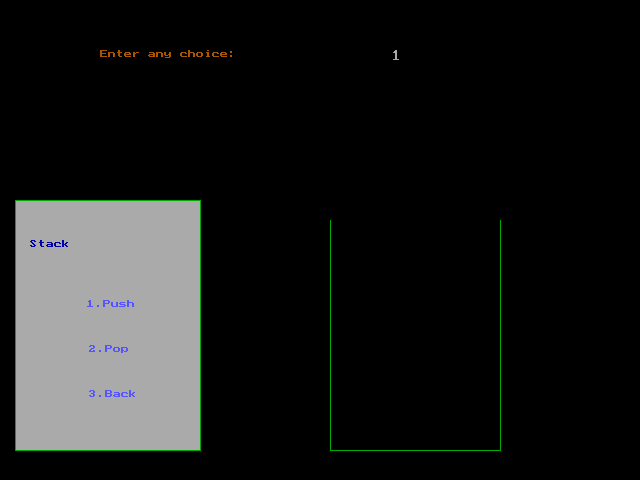 Enter any choice: 1
Stack
1.Push
2.Pop
3.Back